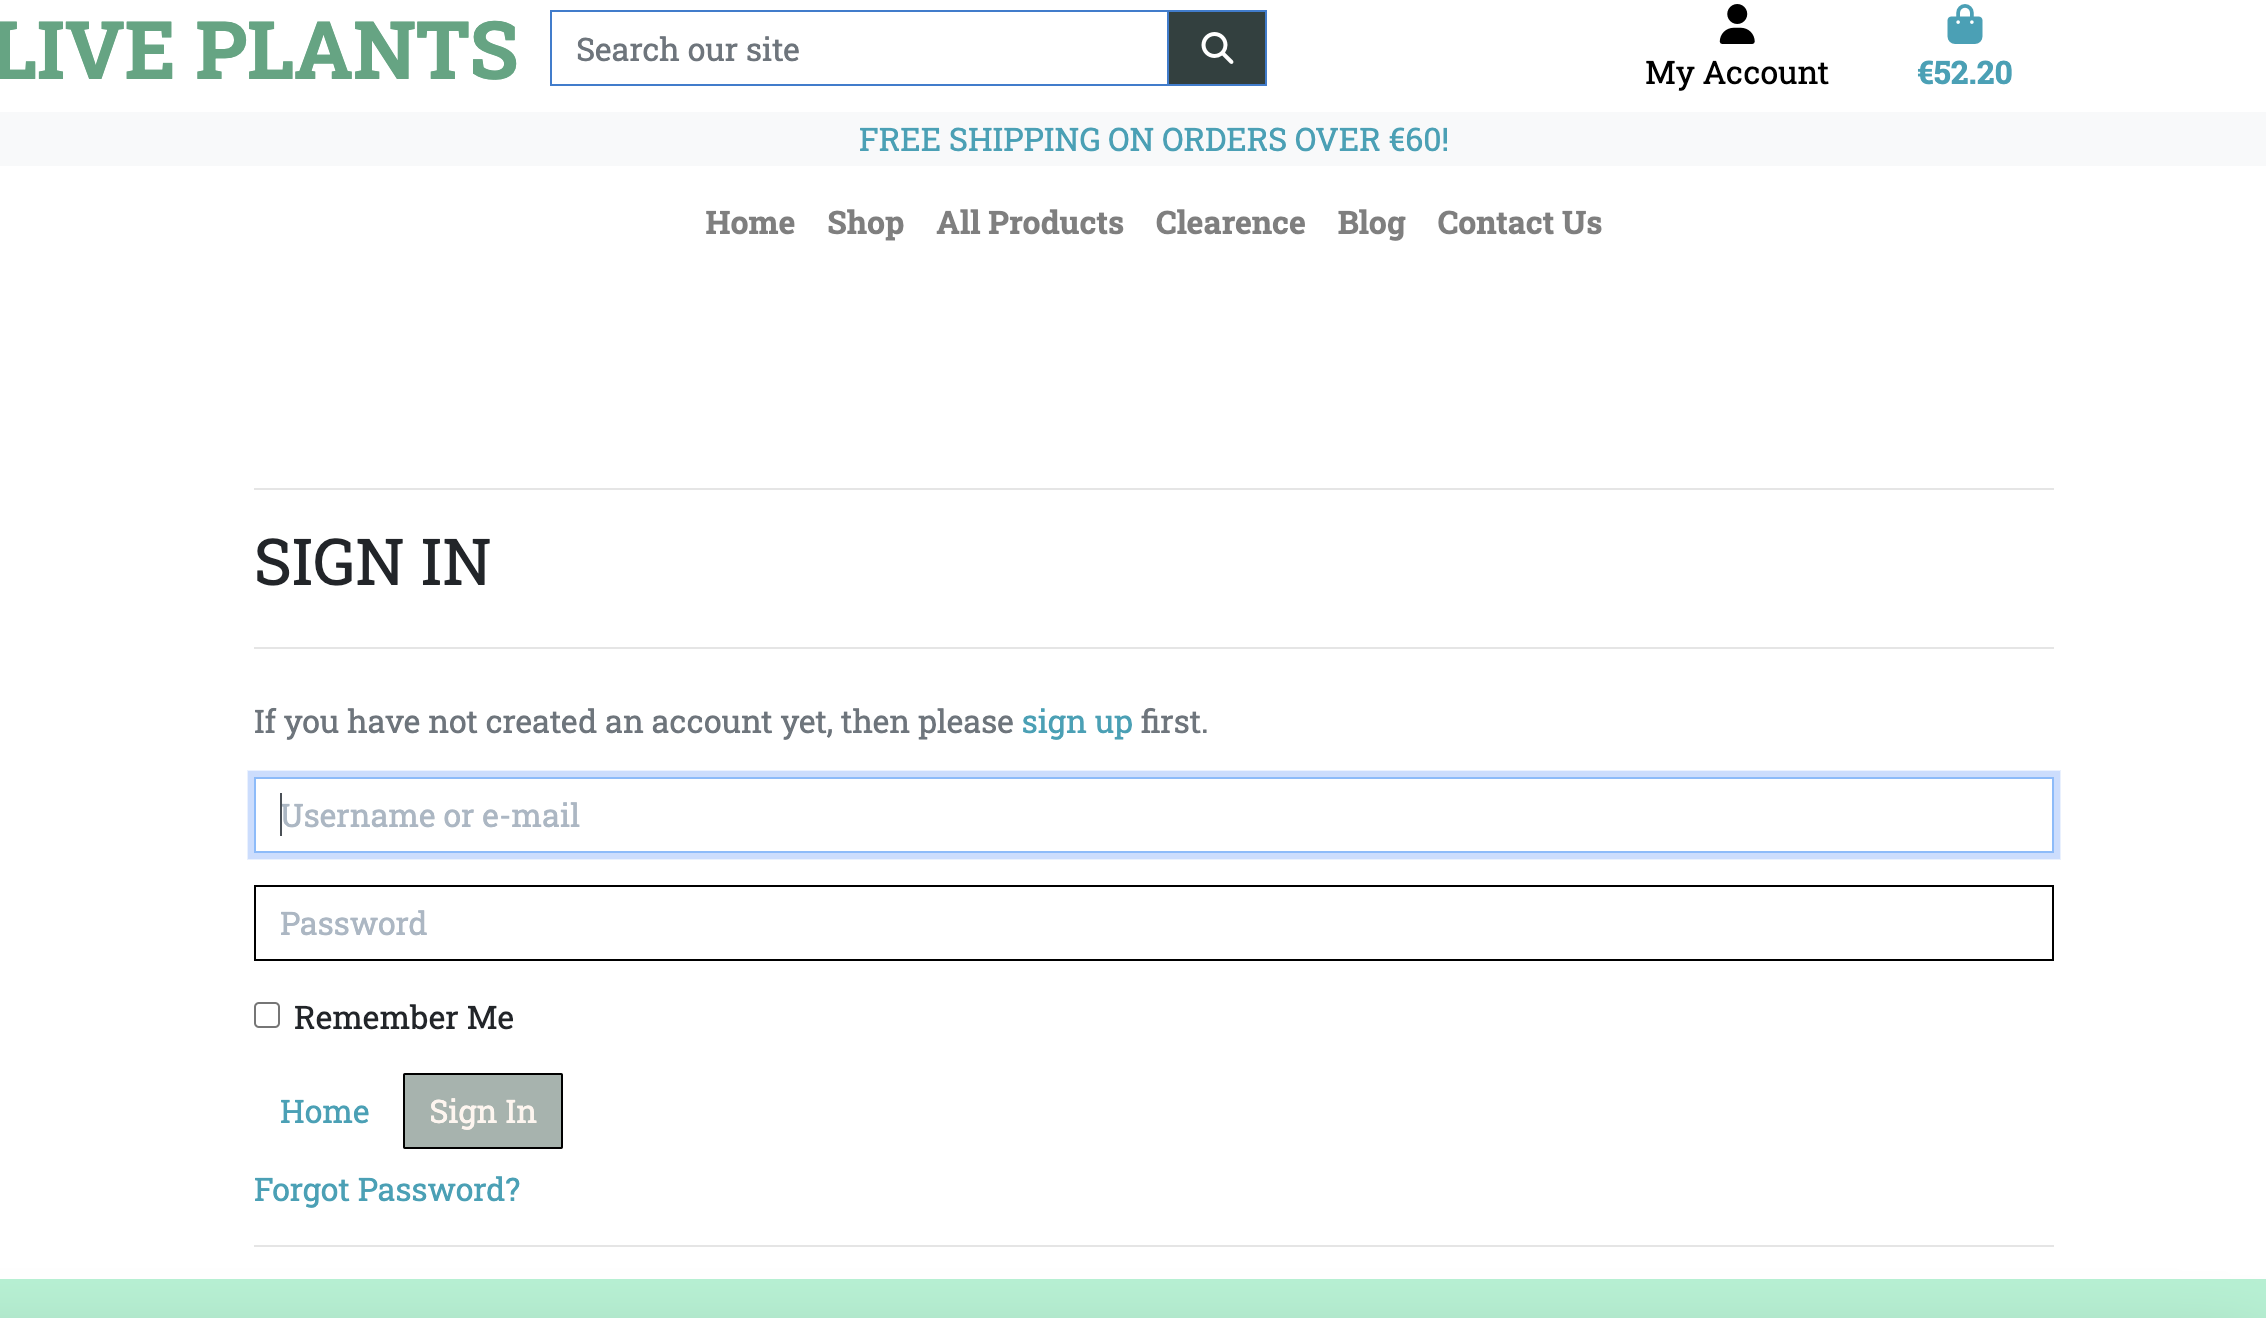 LIVE PLANTS
Search our site
My Account
€52.20
FREE SHIPPING ON ORDERS OVER €60!
Home Shop All Products Clearence Blog Contact Us
SIGN IN
If you have not created an account yet, then please sign up first.
Username or e-mail
Password
Remember Me
Home Sign In
Forgot Password?